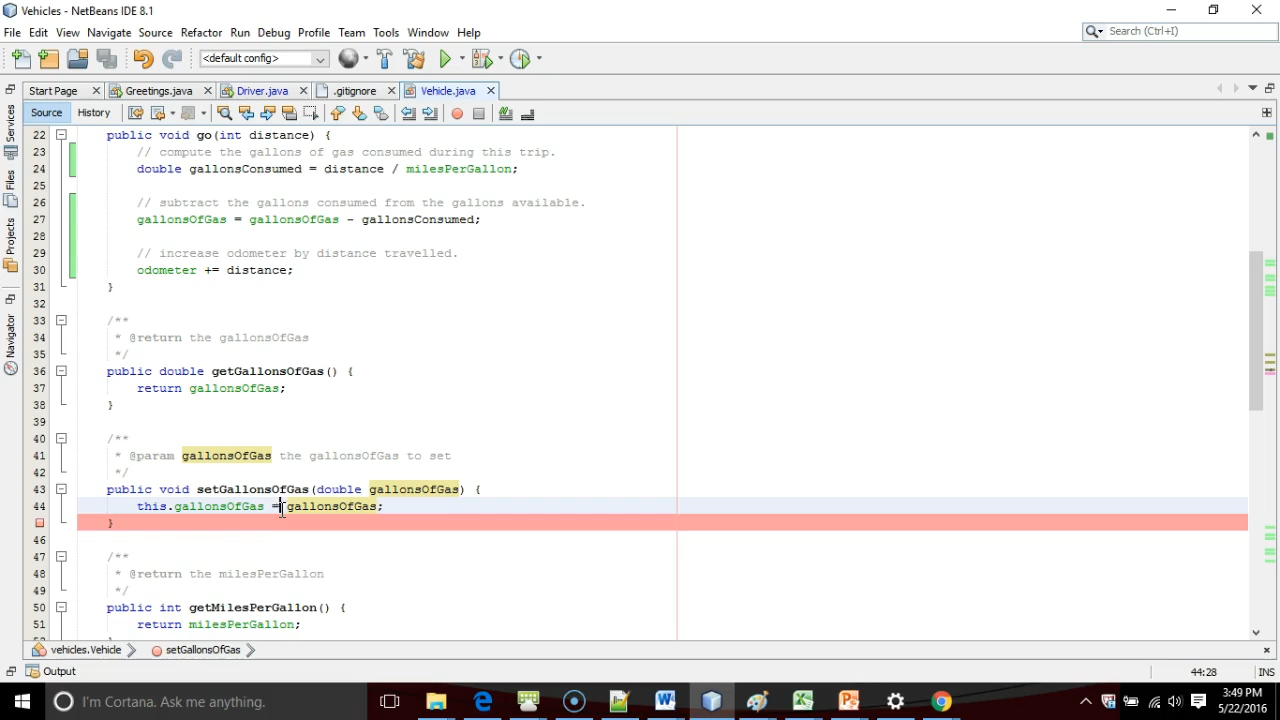 Vehicles - NetBeans IDE 8.1
File Edit View Navigate Source Refactor Run Debug Profile Team Tools Window Help
Search (Ctrl+I)
<default config>
Start Page Greetings.java Driver.java .gitignore Vehicle.java
Source History
Services
Files
Projects
Navigator
22 public void go(int distance) {
23 // compute the gallons of gas consumed during this trip.
24 double gallonsConsumed = distance / milesPerGallon;
25
26 // subtract the gallons consumed from the gallons available.
27 gallonsOfGas = gallonsOfGas - gallonsConsumed;
28
29 // increase odometer by distance travelled.
30 odometer += distance;
31 }
32
33 /**
34 * @return the gallonsOfGas
35 */
36 public double getGallonsOfGas() {
37 return gallonsOfGas;
38 }
39
40 /**
41 * @param gallonsOfGas the gallonsOfGas to set
42 */
43 public void setGallonsOfGas(double gallonsOfGas) {
44 this.gallonsOfGas = gallonsOfGas;
}
46
47 /**
48 * @return the milesPerGallon
49 */
50 public int getMilesPerGallon() {
51 return milesPerGallon;
vehicles.Vehicle setGallonsOfGas
Output
44:28 INS
I'm Cortana. Ask me anything.
3:49 PM
5/22/2016